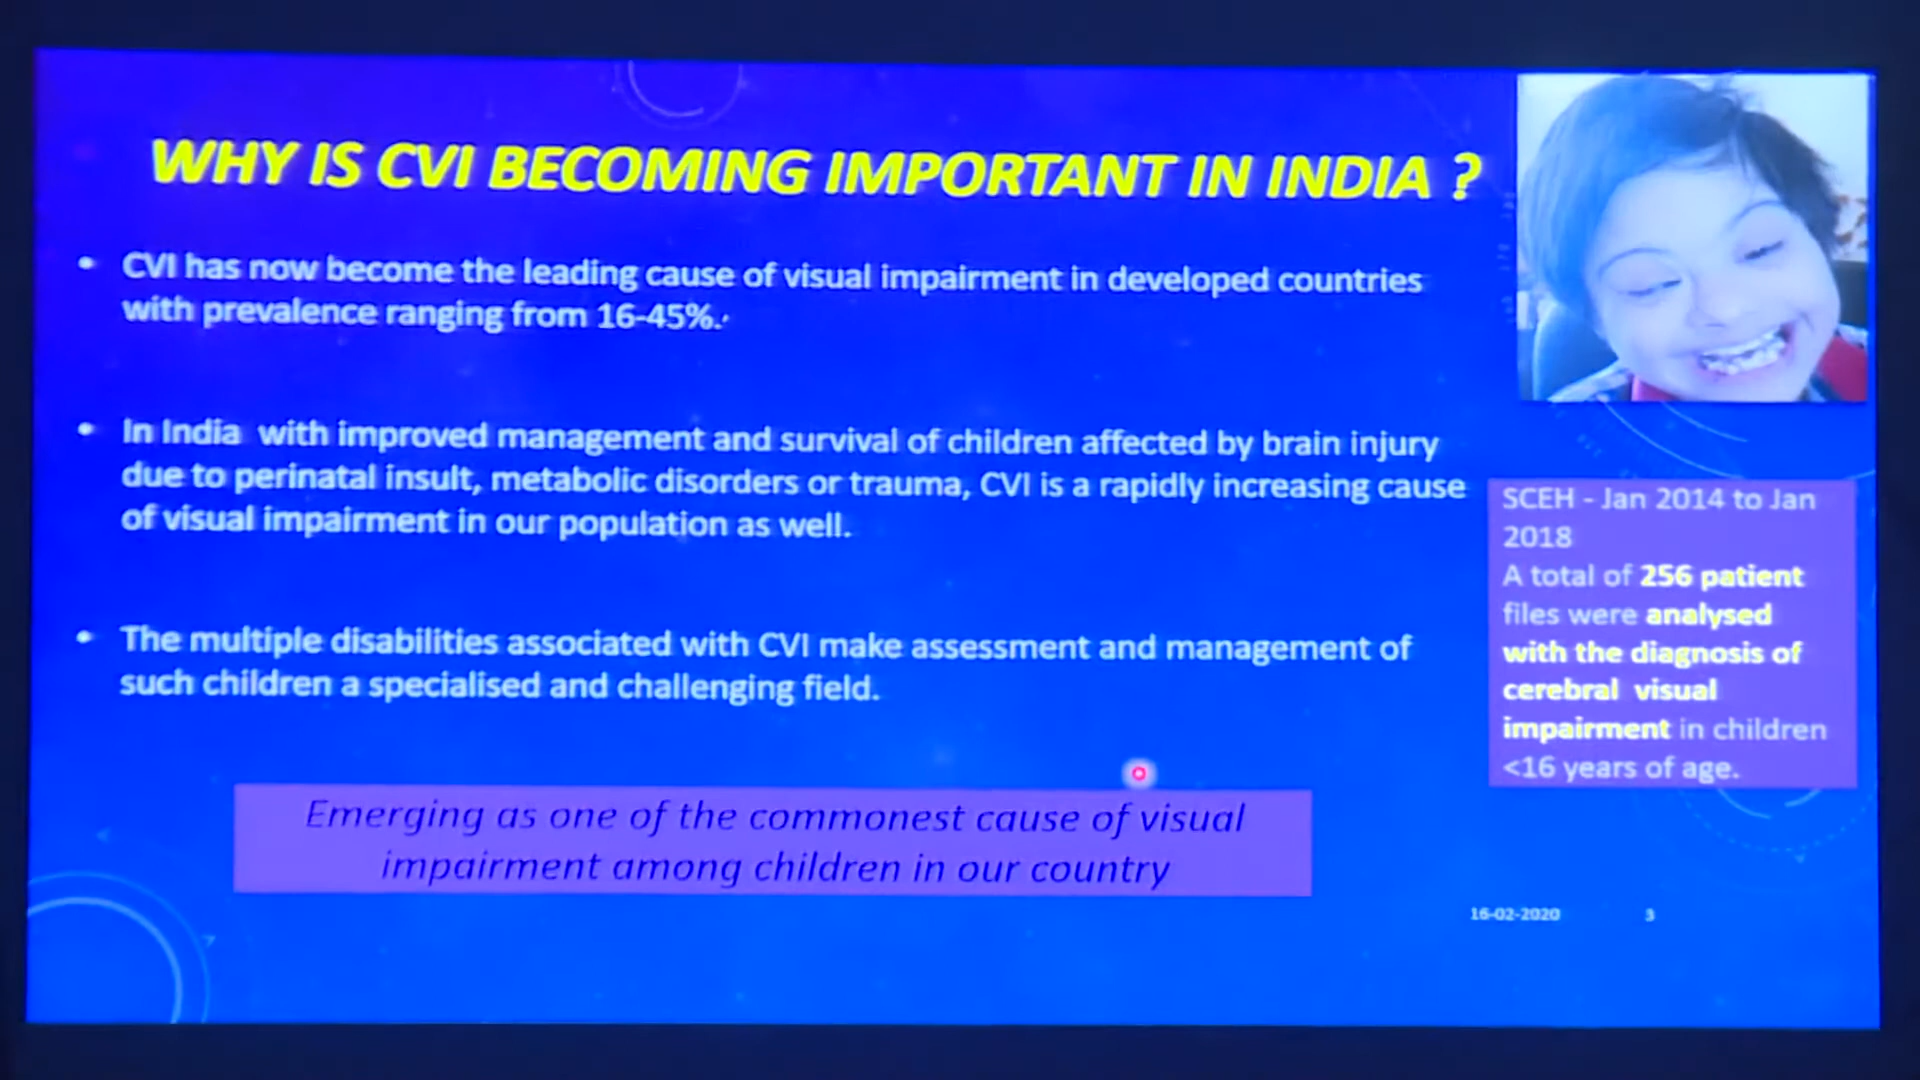 WHY IS CVI BECOMING IMPORTANT IN INDIA ?
• CVI has now become the leading cause of visual impairment in developed countries
with prevalence ranging from 16-45%.
• In India with improved management and survival of children affected by brain injury
due to perinatal insult, metabolic disorders or trauma, CVI is a rapidly increasing cause
of visual impairment in our population as well.
• The multiple disabilities associated with CVI make assessment and management of
such children a specialised and challenging field.
Emerging as one of the commonest cause of visual
impairment among children in our country
SCEH - Jan 2014 to Jan
2018
A total of 256 patient
files were analysed
with the diagnosis of
cerebral visual
impairment in children
<16 years of age.
16-02-2020 3